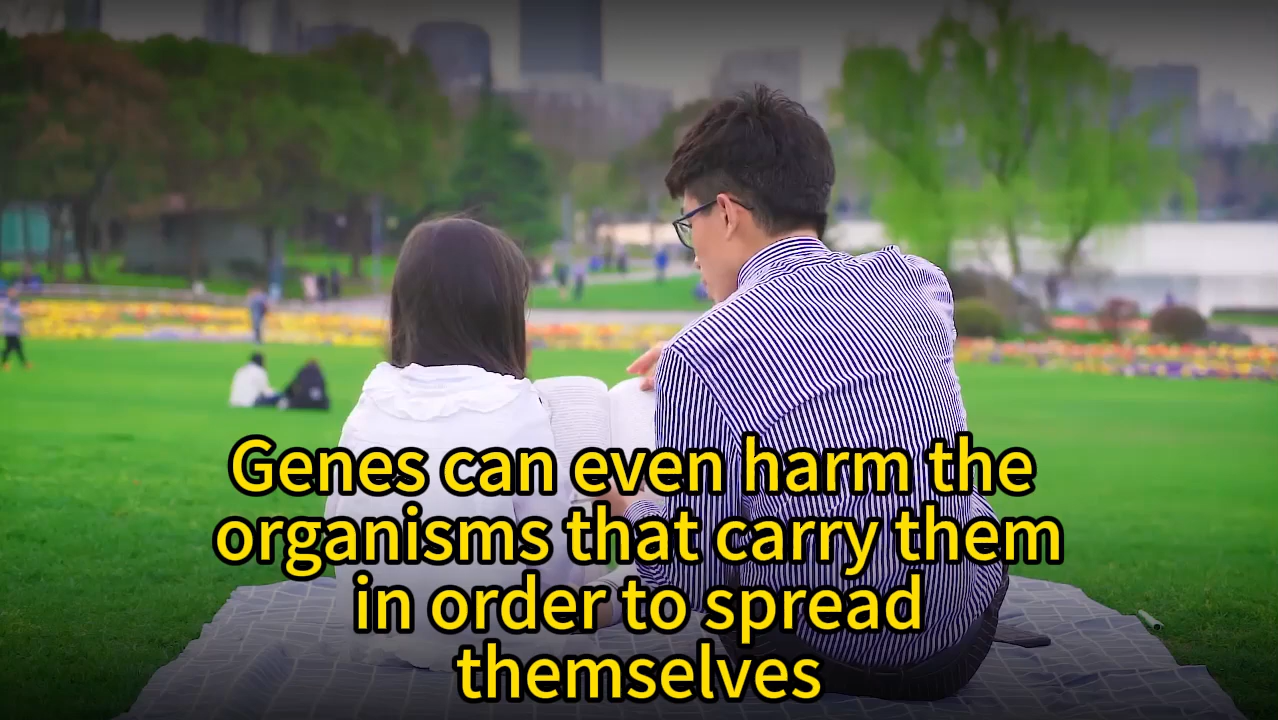 Genes can even harm the
organisms that carry them
in order to spread
themselves